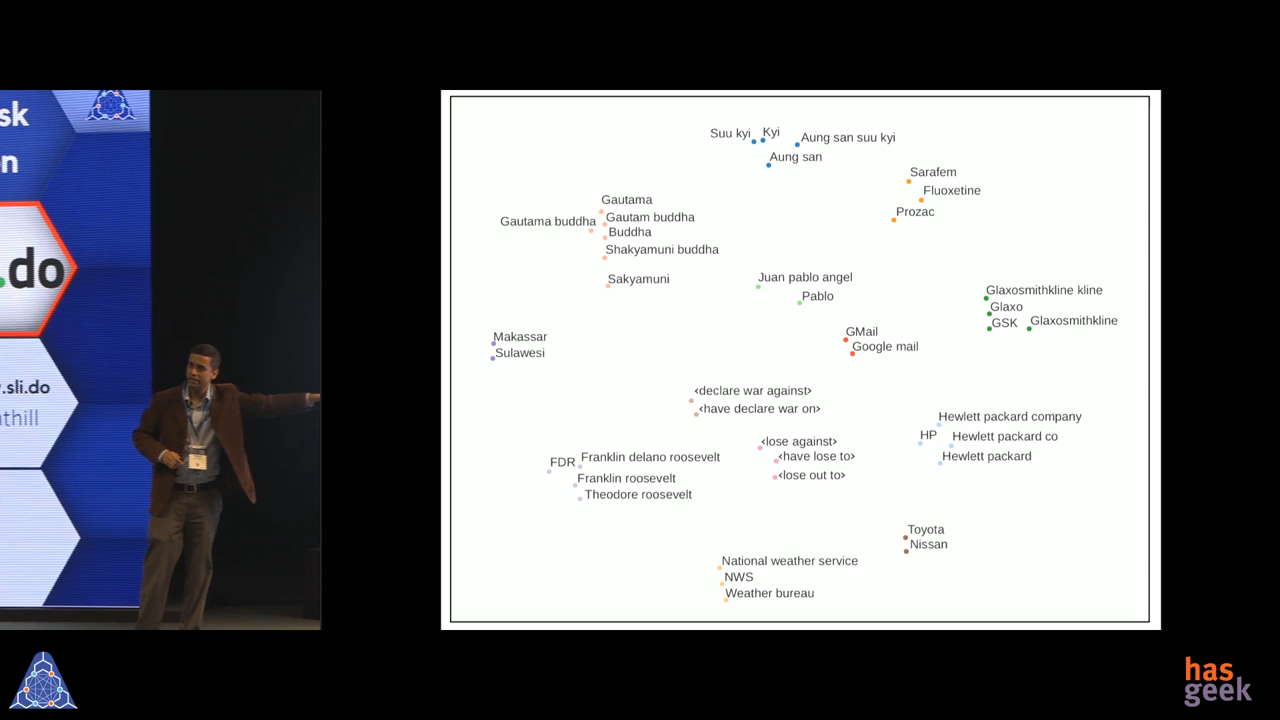 sk
n
.do
.sli.do
nthill
Suu kyi
Kyi
Aung san suu kyi
Aung san
Sarafem
Fluoxetine
Prozac
Gautama
Gautam buddha
Gautama buddha
Buddha
Shakyamuni buddha
Sakyamuni
Juan pablo angel
Pablo
Glaxosmithkline kline
Glaxo
GSK
Glaxosmithkline
GMail
Google mail
Makassar
Sulawesi
<declare war against>
<have declare war on>
<lose against>
<have lose to>
<lose out to>
Hewlett packard company
HP
Hewlett packard co
Hewlett packard
FDR
Franklin delano roosevelt
Franklin roosevelt
Theodore roosevelt
Toyota
Nissan
National weather service
NWS
Weather bureau
has
geek